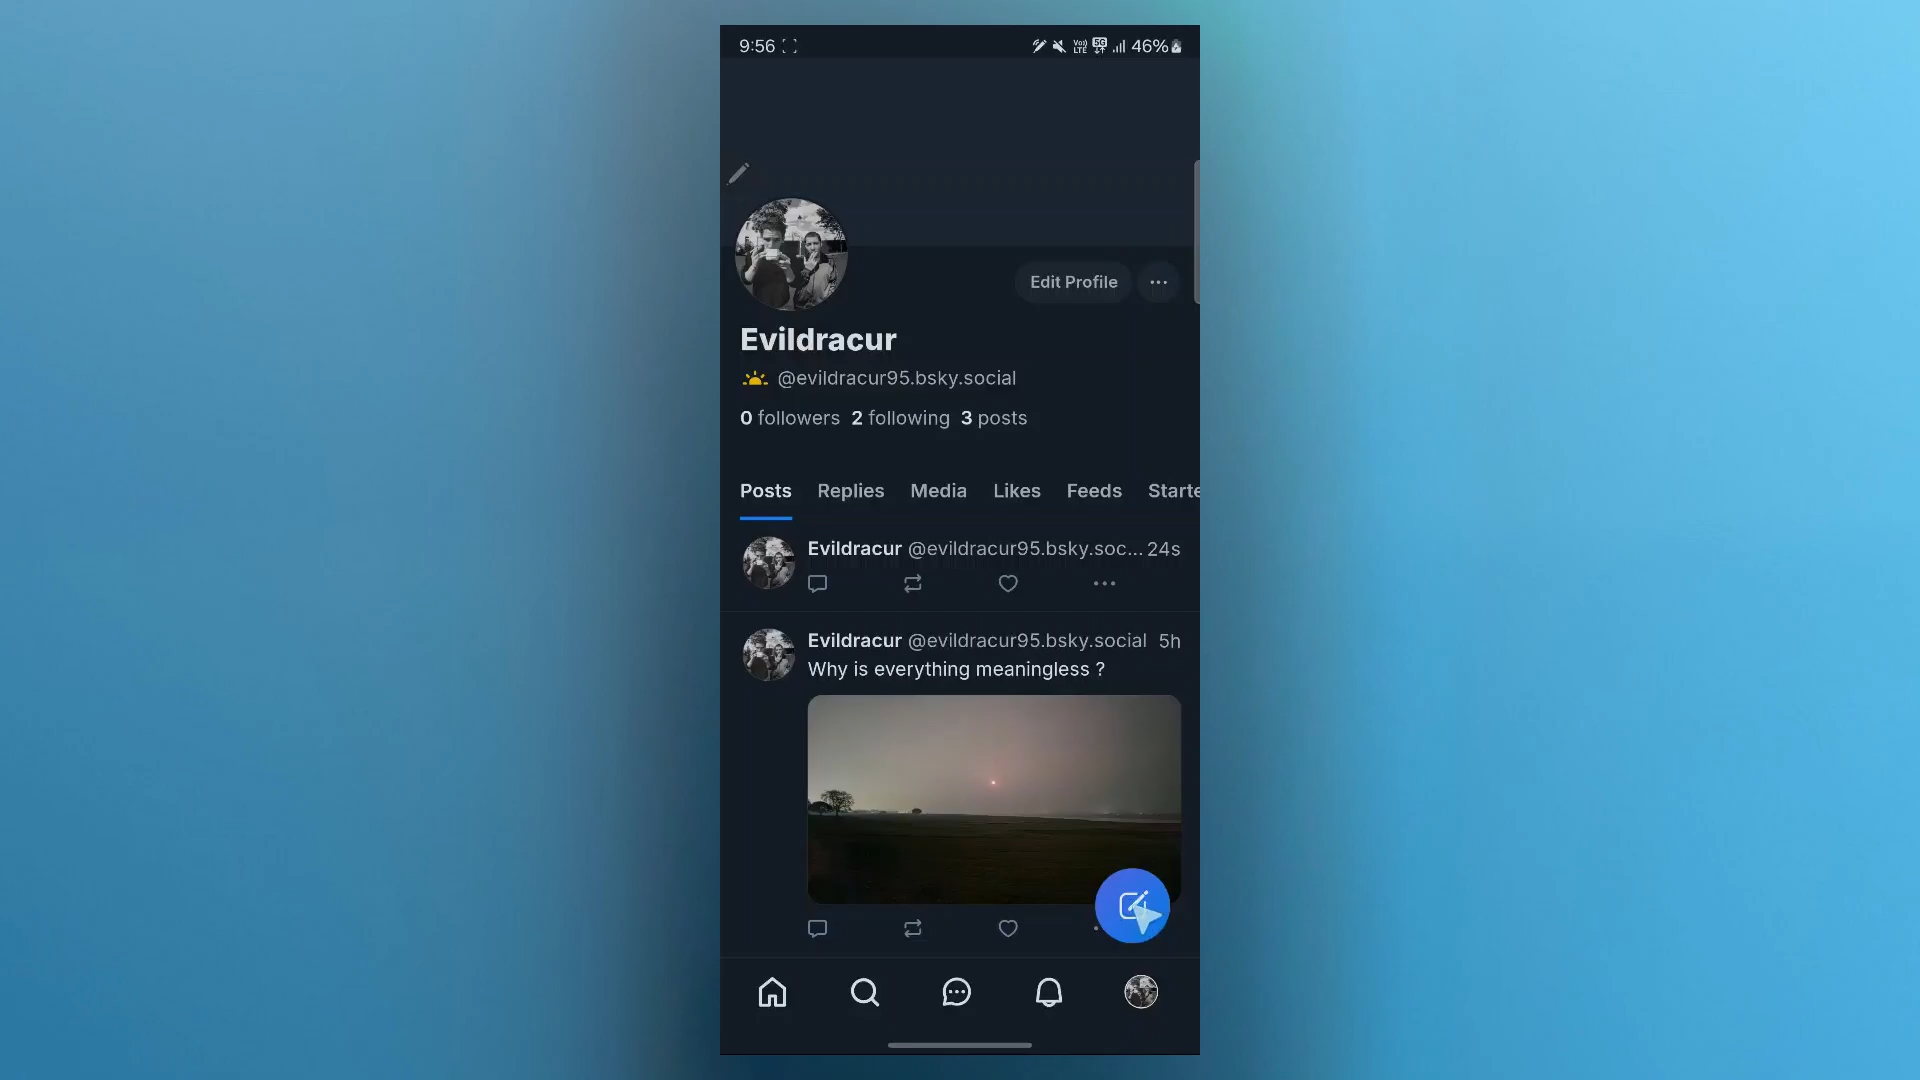 9:56 46%
Edit Profile
Evildracur
@evildracur95.bsky.social
0 followers 2 following 3 posts
Posts Replies Media Likes Feeds Starte
Evildracur @evildracur95.bsky.soc... 24s
Evildracur @evildracur95.bsky.social 5h
Why is everything meaningless ?